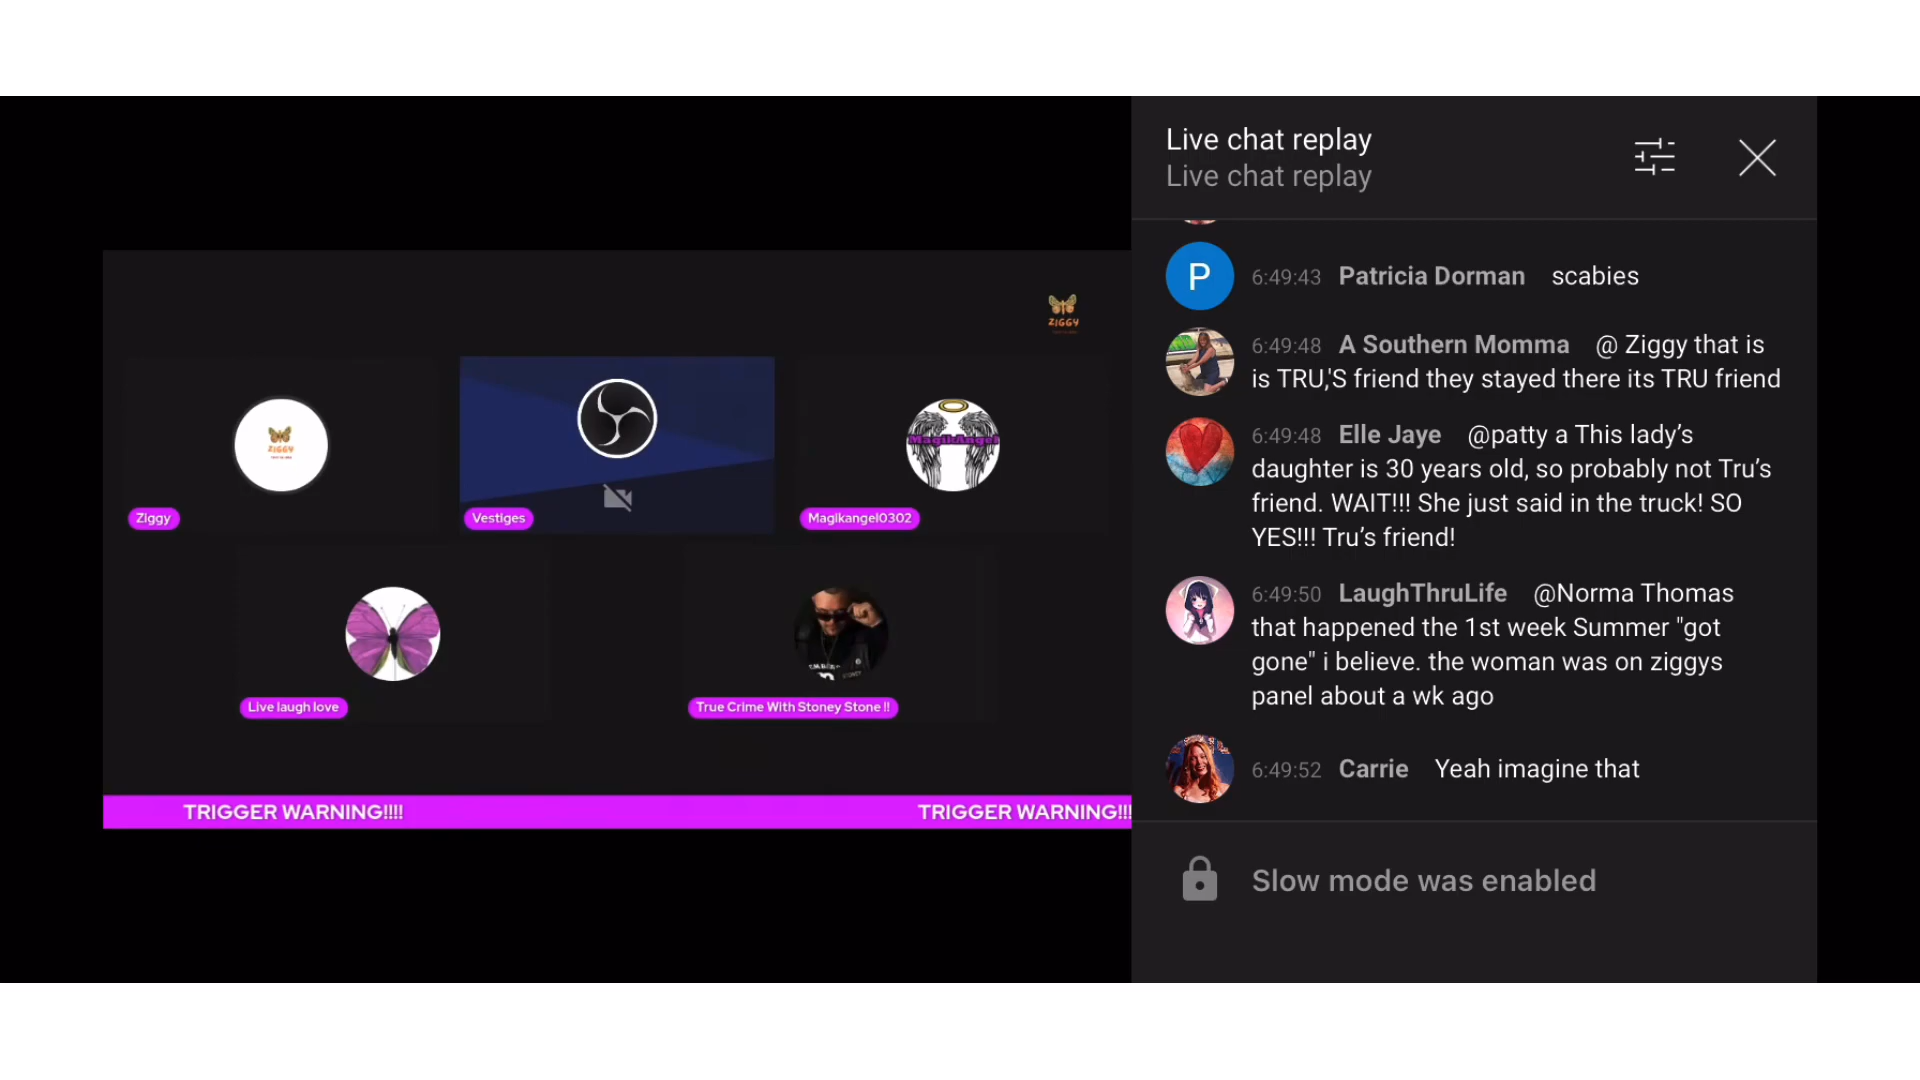 ZIGGY
ZIGGY
Ziggy
Vestiges
MagikAngel
Magikangel0302
Live laugh love
True Crime With Stoney Stone !!
TRIGGER WARNING!!!! TRIGGER WARNING!!!
Live chat replay
Live chat replay
P 6:49:43 Patricia Dorman scabies
6:49:48 A Southern Momma @ Ziggy that is
is TRU,'S friend they stayed there its TRU friend
6:49:48 Elle Jaye @patty a This lady’s
daughter is 30 years old, so probably not Tru’s
friend. WAIT!!! She just said in the truck! SO
YES!!! Tru’s friend!
6:49:50 LaughThruLife @Norma Thomas
that happened the 1st week Summer "got
gone" i believe. the woman was on ziggys
panel about a wk ago
6:49:52 Carrie Yeah imagine that
Slow mode was enabled